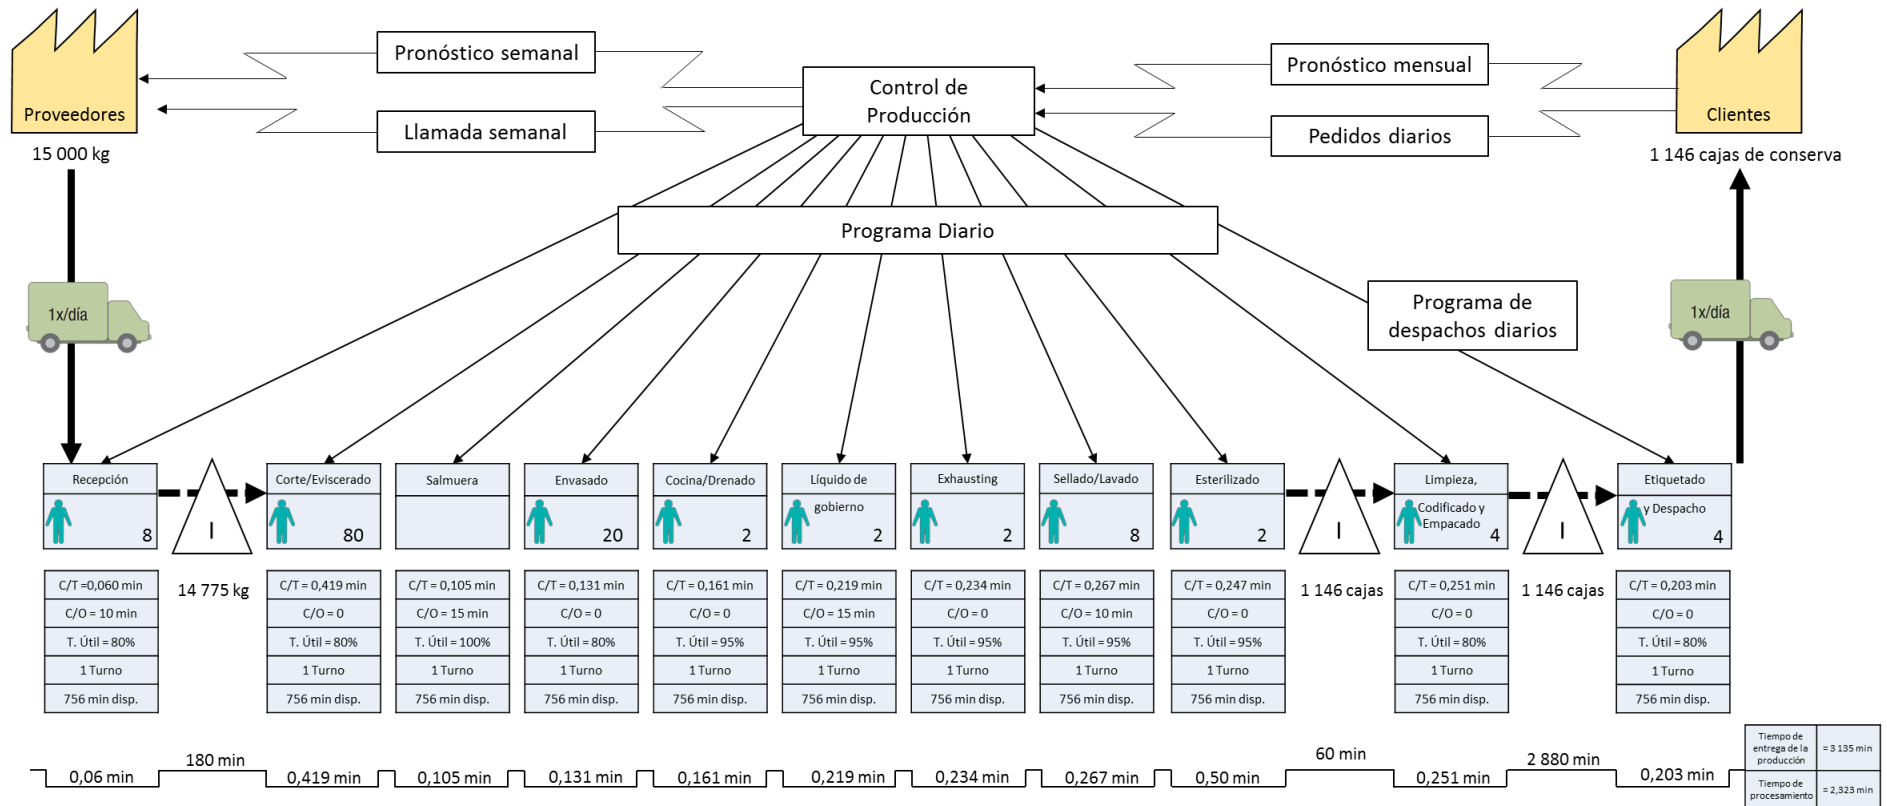 Pronóstico semanal
Llamada semanal
Control de
Producción
Pronóstico mensual
Pedidos diarios
Proveedores
15 000 kg
Clientes
1 146 cajas de conserva
Programa Diario
Programa de
despachos diarios
1x/día
1x/día
Recepción
8
I
14 775 kg
Corte/Eviscerado
80
Salmuera
Envasado
20
Cocina/Drenado
2
Líquido de
gobierno
2
Exhausting
2
Sellado/Lavado
8
Esterilizado
2
I
1 146 cajas
Limpieza,
Codificado y
Empacado
4
I
1 146 cajas
Etiquetado
y Despacho
4
C/T =0,060 min
C/O = 10 min
T. Útil = 80%
1 Turno
756 min disp.
C/T = 0,419 min
C/O = 0
T. Útil = 80%
1 Turno
756 min disp.
C/T = 0,105 min
C/O = 15 min
T. Útil = 100%
1 Turno
756 min disp.
C/T = 0,131 min
C/O = 0
T. Útil = 80%
1 Turno
756 min disp.
C/T = 0,161 min
C/O = 0
T. Útil = 95%
1 Turno
756 min disp.
C/T = 0,219 min
C/O = 15 min
T. Útil = 95%
1 Turno
756 min disp.
C/T = 0,234 min
C/O = 0
T. Útil = 95%
1 Turno
756 min disp.
C/T = 0,267 min
C/O = 10 min
T. Útil = 95%
1 Turno
756 min disp.
C/T = 0,247 min
C/O = 0
T. Útil = 95%
1 Turno
756 min disp.
C/T = 0,251 min
C/O = 0
T. Útil = 80%
1 Turno
756 min disp.
C/T = 0,203 min
C/O = 0
T. Útil = 80%
1 Turno
756 min disp.
0,06 min
180 min
0,419 min
0,105 min
0,131 min
0,161 min
0,219 min
0,234 min
0,267 min
0,50 min
60 min
0,251 min
2 880 min
0,203 min
Tiempo de
entrega de la
producción
= 3 135 min
Tiempo de
procesamiento
= 2,323 min